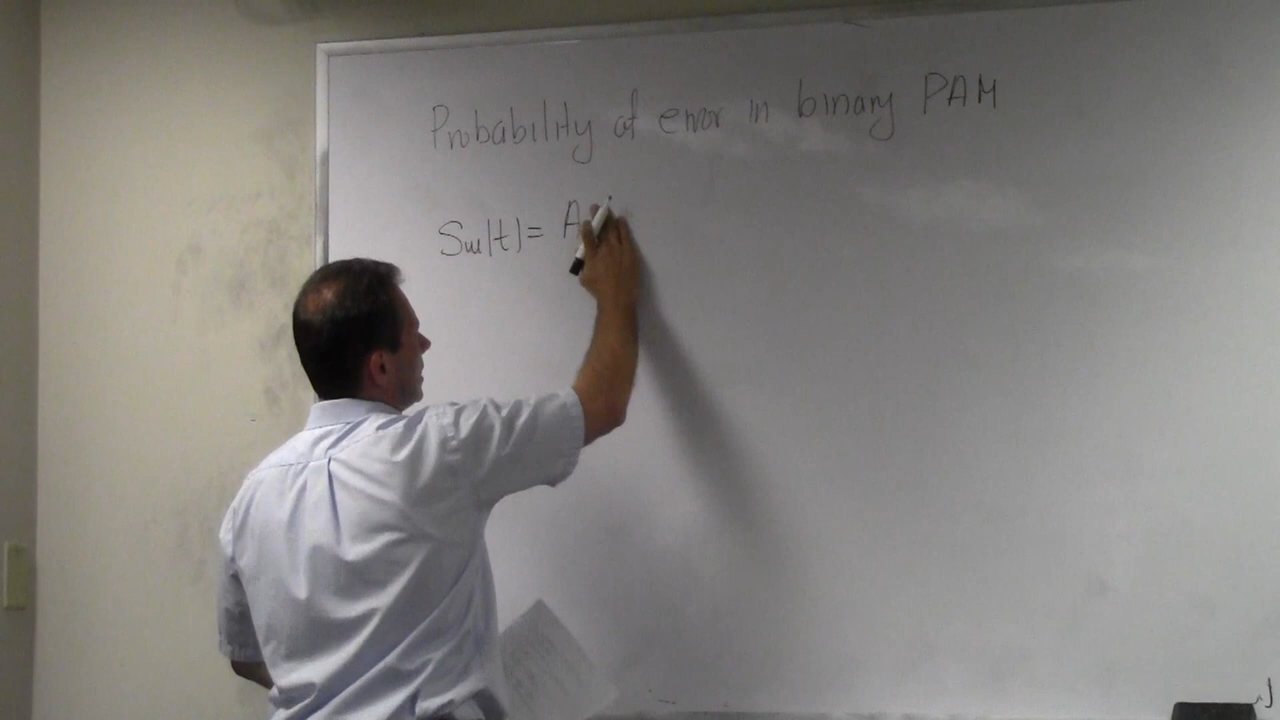 Probability of error in binary PAM
Sm(t) = A